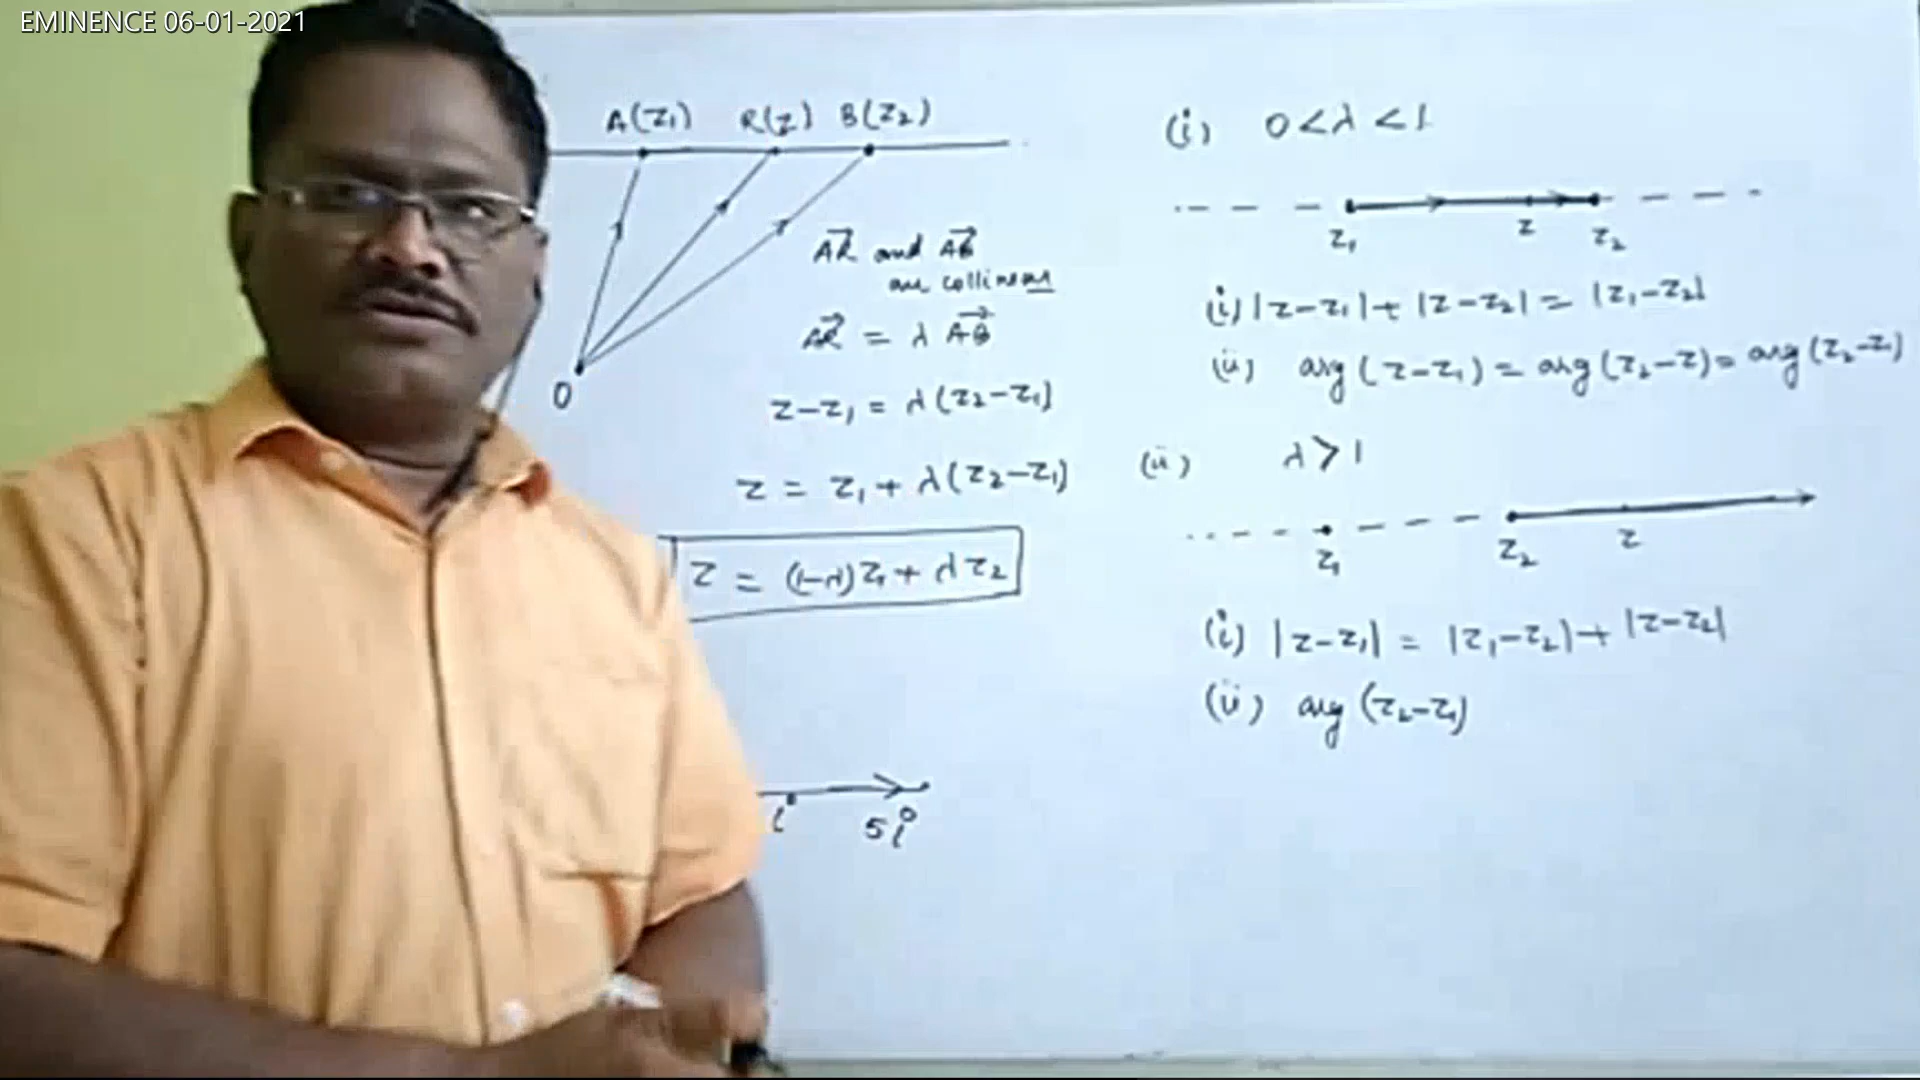 EMINENCE 06-01-2021
A(z₁) R(z) B(z₂)
O
→AR and →AB
are collinear
→AR = λ →AB
z-z₁ = λ(z₂-z₁)
z = z₁ + λ(z₂-z₁)
z = (1-λ)z₁ + λz₂
i 5i
(i) 0<λ<1
z₁ z z₂
(i) |z-z₁| + |z-z₂| = |z₁-z₂|
(ii) arg(z-z₁) = arg(z₂-z) = arg(z₂-z₁)
(ii) λ>1
z₁ z₂ z
(i) |z-z₁| = |z₁-z₂| + |z-z₂|
(ii) arg(z₂-z₁)